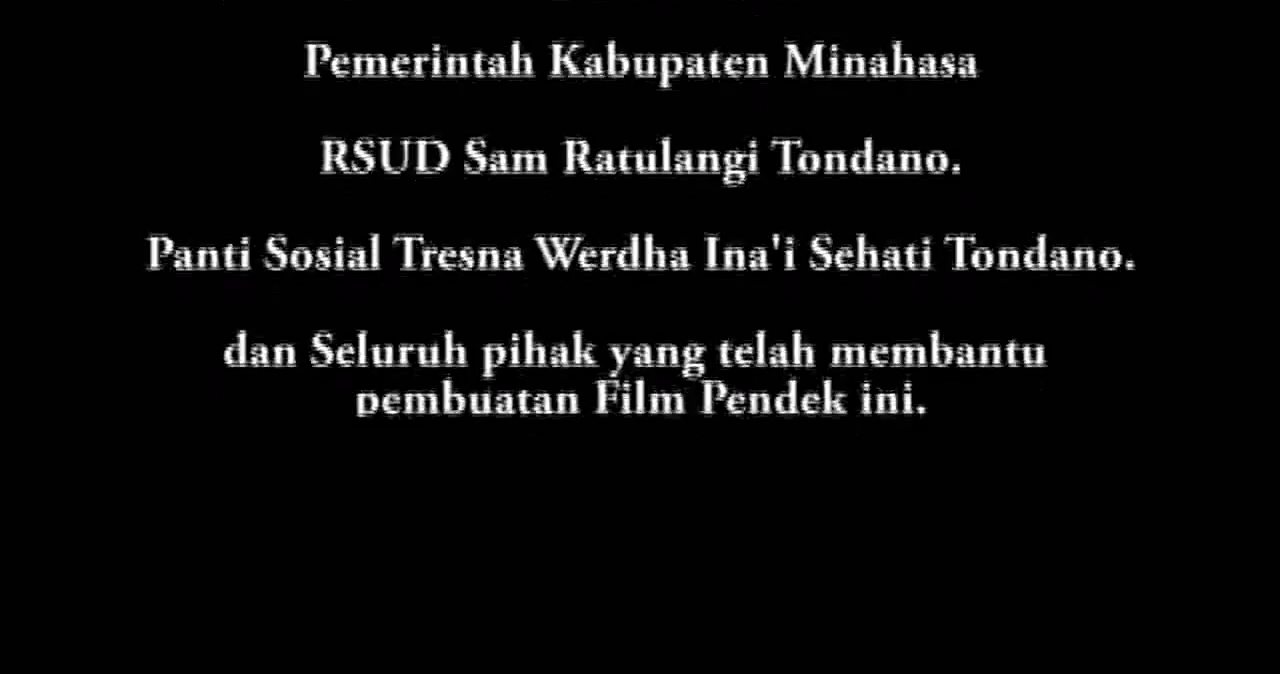 Pemerintah Kabupaten Minahasa
RSUD Sam Ratulangi Tondano.
Panti Sosial Tresna Werdha Ina'i Sehati Tondano.
dan Seluruh pihak yang telah membantu
pembuatan Film Pendek ini.